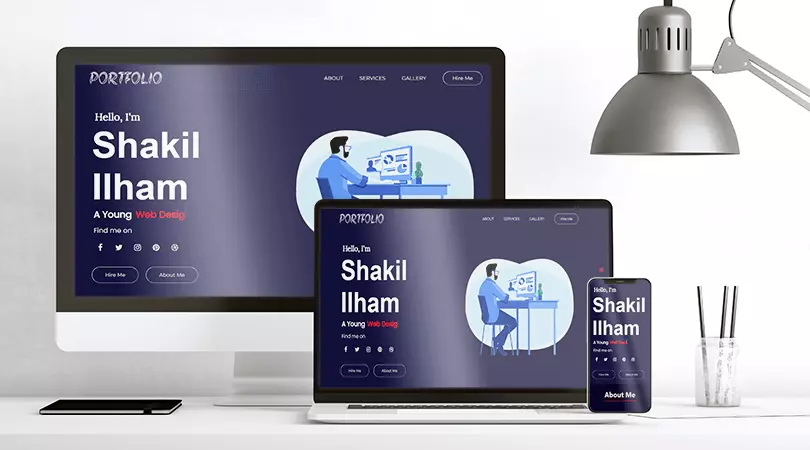 PORTFOLIO
ABOUT SERVICES GALLERY Hire Me
Hello, I'm
Shakil
Ilham
A Young Web Desig
Find me on
Hire Me About Me
PORTFOLIO
ABOUT SERVICES GALLERY Hire Me
Hello, I'm
Shakil
Ilham
A Young Web Desig
Find me on
Hire Me About Me
Hello, I'm
Shakil
Ilham
A Young
Find me on
Hire Me About Me
About Me